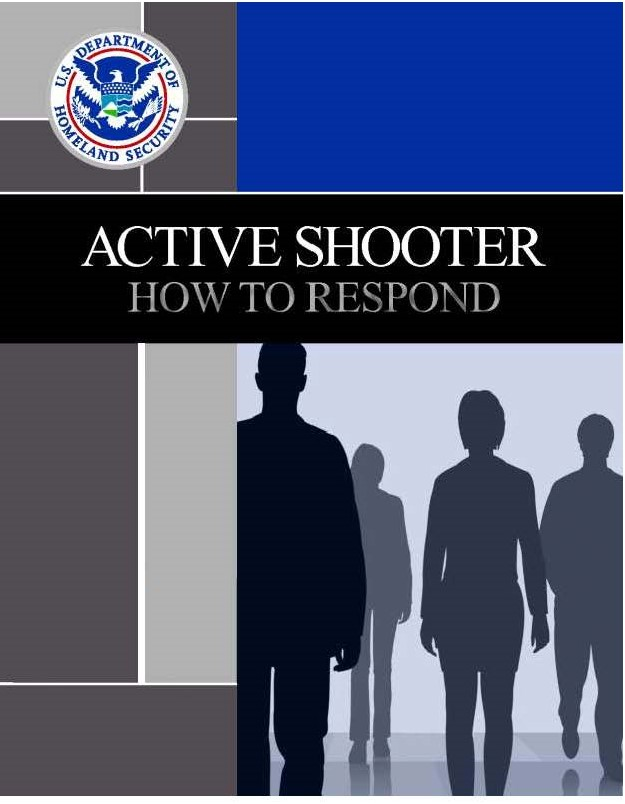 U.S. DEPARTMENT OF
HOMELAND SECURITY
ACTIVE SHOOTER
HOW TO RESPOND